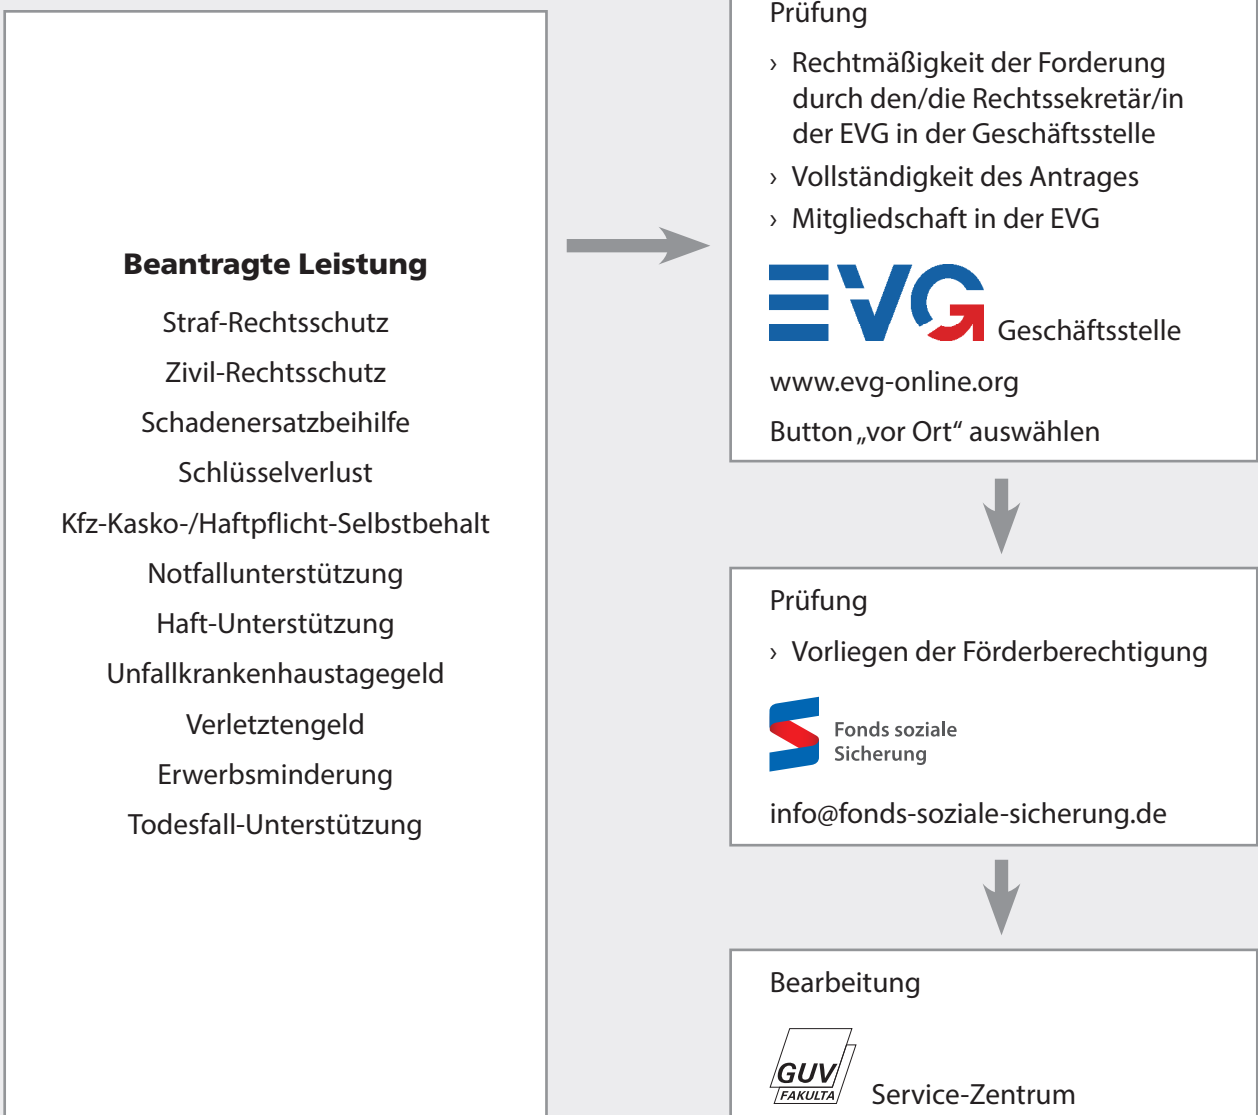 Beantragte Leistung
Straf-Rechtsschutz
Zivil-Rechtsschutz
Schadenersatzbeihilfe
Schlüsselverlust
Kfz-Kasko-/Haftpflicht-Selbstbehalt
Notfallunterstützung
Haft-Unterstützung
Unfallkrankenhaustagegeld
Verletztengeld
Erwerbsminderung
Todesfall-Unterstützung
Prüfung
› Rechtmäßigkeit der Forderung
durch den/die Rechtssekretär/in
der EVG in der Geschäftsstelle
› Vollständigkeit des Antrages
› Mitgliedschaft in der EVG
EVG Geschäftsstelle
www.evg-online.org
Button „vor Ort“ auswählen
Prüfung
› Vorliegen der Förderberechtigung
Fonds soziale
Sicherung
info@fonds-soziale-sicherung.de
Bearbeitung
GUV
FAKULTA
Service-Zentrum